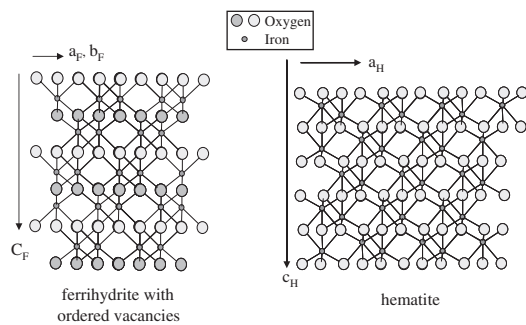 Oxygen
Iron
a_F, b_F
C_F
ferrihydrite with
ordered vacancies
a_H
c_H
hematite